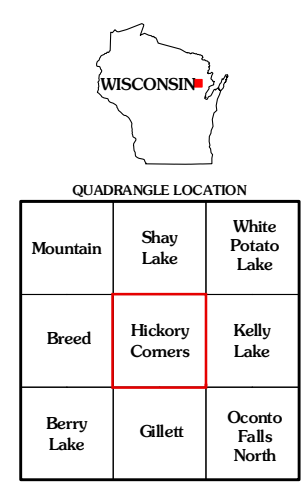 WISCONSIN
QUADRANGLE LOCATION
Mountain
Shay
Lake
White
Potato
Lake
Breed
Hickory
Corners
Kelly
Lake
Berry
Lake
Gillett
Oconto
Falls
North